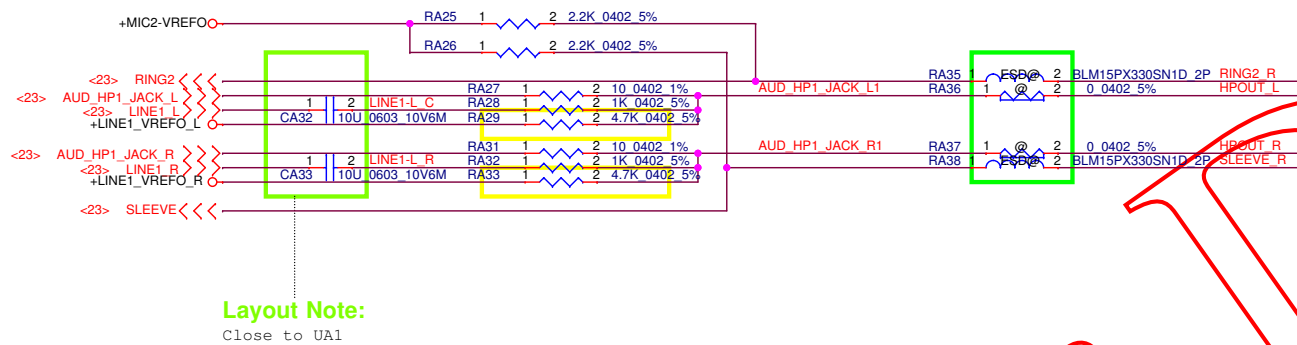 +MIC2-VREFO RA25 1 2 2.2K_0402_5%
RA26 1 2 2.2K_0402_5%
<23> RING2 RA35 1 ESD@ 2 BLM15PX330SN1D_2P RING2_R
<23> AUD_HP1_JACK_L RA27 1 2 10_0402_1% AUD_HP1_JACK_L1 RA36 1 @ 2 0_0402_5% HPOUT_L
<23> LINE1_L 1 2 LINE1-L_C RA28 1 2 1K_0402_5%
+LINE1_VREFO_L CA32 10U_0603_10V6M RA29 1 2 4.7K_0402_5%
<23> AUD_HP1_JACK_R RA31 1 2 10_0402_1% AUD_HP1_JACK_R1 RA37 1 @ 2 0_0402_5% HPOUT_R
<23> LINE1_R 1 2 LINE1-L_R RA32 1 2 1K_0402_5% RA38 1 ESD@ 2 BLM15PX330SN1D_2P SLEEVE_R
+LINE1_VREFO_R CA33 10U_0603_10V6M RA33 1 2 4.7K_0402_5%
<23> SLEEVE
Layout Note:
Close to UA1